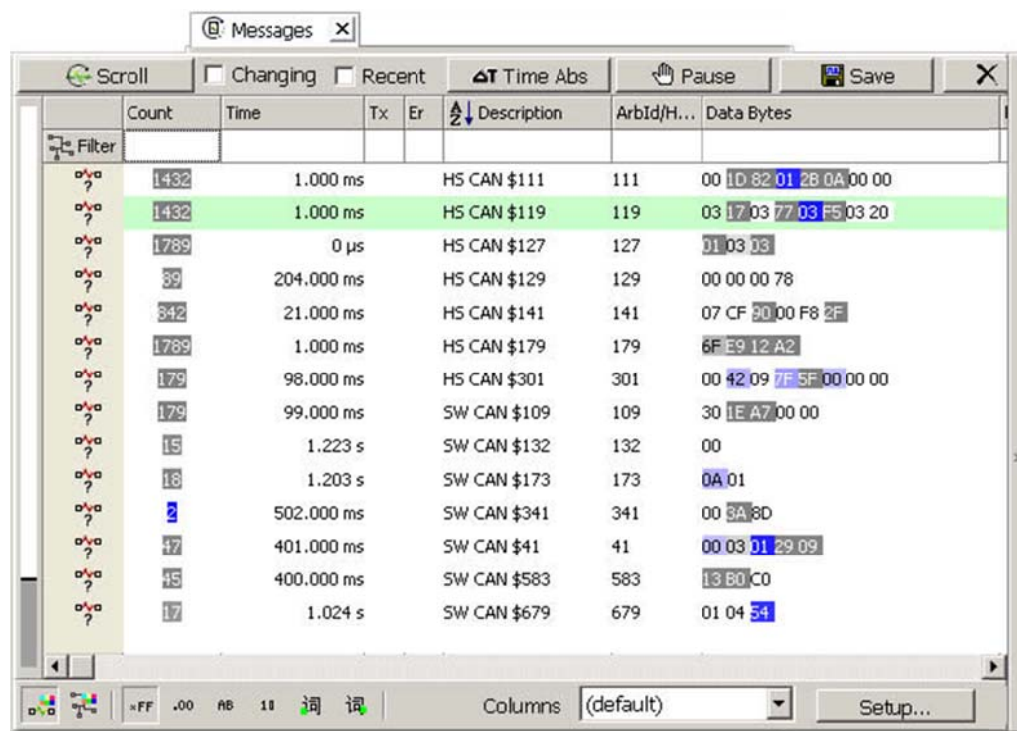 Messages
Scroll Changing Recent ΔT Time Abs Pause Save
Count Time Tx Er AZ Description ArbId/H... Data Bytes
Filter
? 1432 1.000 ms HS CAN $111 111 00 1D 82 01 2B 0A 00 00
? 1432 1.000 ms HS CAN $119 119 03 17 03 77 03 F5 03 20
? 1789 0 µs HS CAN $127 127 01 03 03
? 89 204.000 ms HS CAN $129 129 00 00 00 78
? 842 21.000 ms HS CAN $141 141 07 CF 90 00 F8 2F
? 1789 1.000 ms HS CAN $179 179 6F E9 12 A2
? 179 98.000 ms HS CAN $301 301 00 42 09 7F 5F 00 00 00
? 179 99.000 ms SW CAN $109 109 30 1E A7 00 00
? 15 1.223 s SW CAN $132 132 00
? 18 1.203 s SW CAN $173 173 0A 01
? 2 502.000 ms SW CAN $341 341 00 3A 8D
? 47 401.000 ms SW CAN $41 41 00 03 01 29 09
? 45 400.000 ms SW CAN $583 583 13 B0 C0
? 17 1.024 s SW CAN $679 679 01 04 54
×FF .00 AB 10 词 词 Columns (default) Setup...